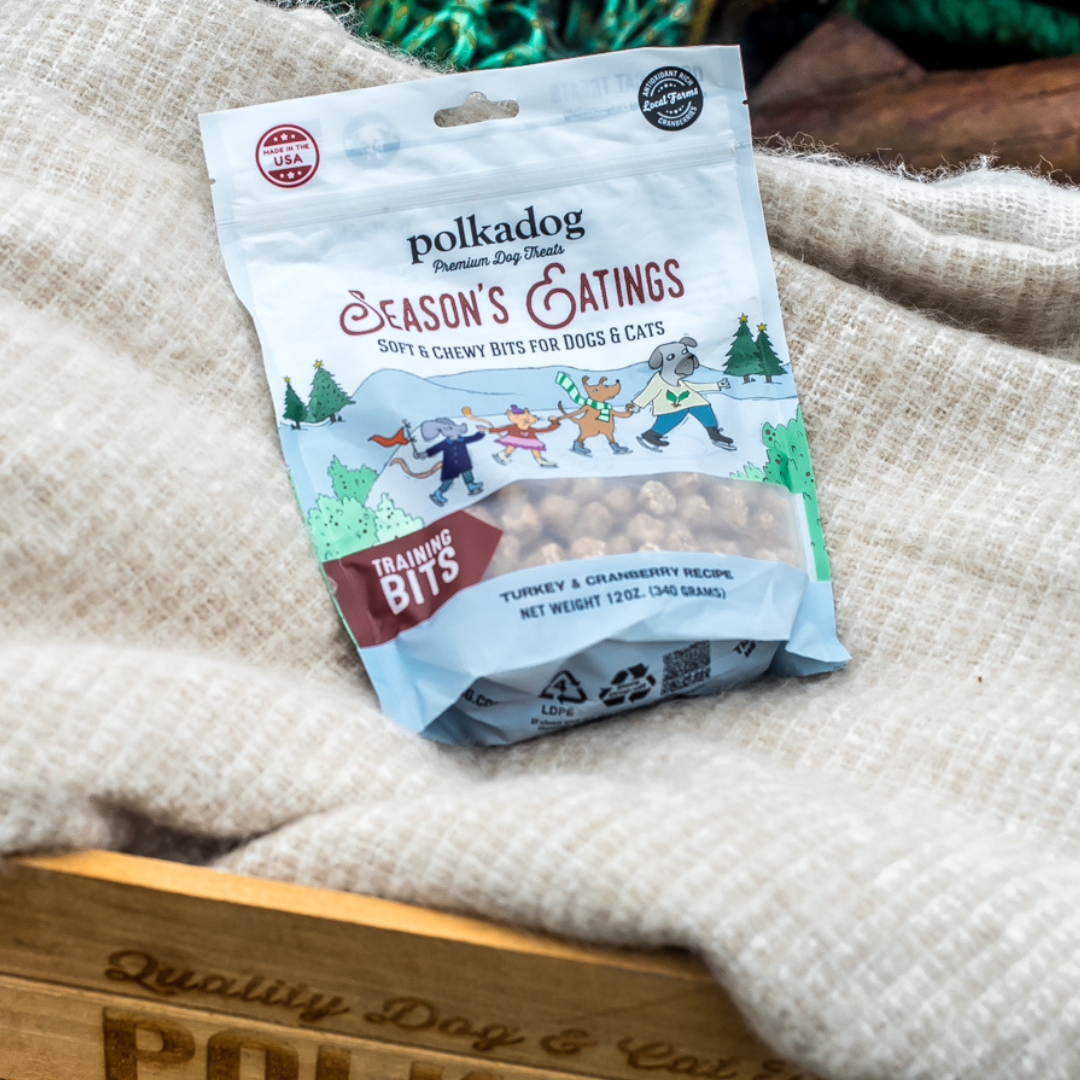 ANTIOXIDANT RICH
Local Farms
CRANBERRIES
MADE IN THE
USA
polkadog
Premium Dog Treats
SEASON'S EATINGS
SOFT & CHEWY BITS FOR DOGS & CATS
TRAINING
BITS
TURKEY & CRANBERRY RECIPE
NET WEIGHT 12OZ. (340 GRAMS)
4
LDPE
Quality Dog & Cat